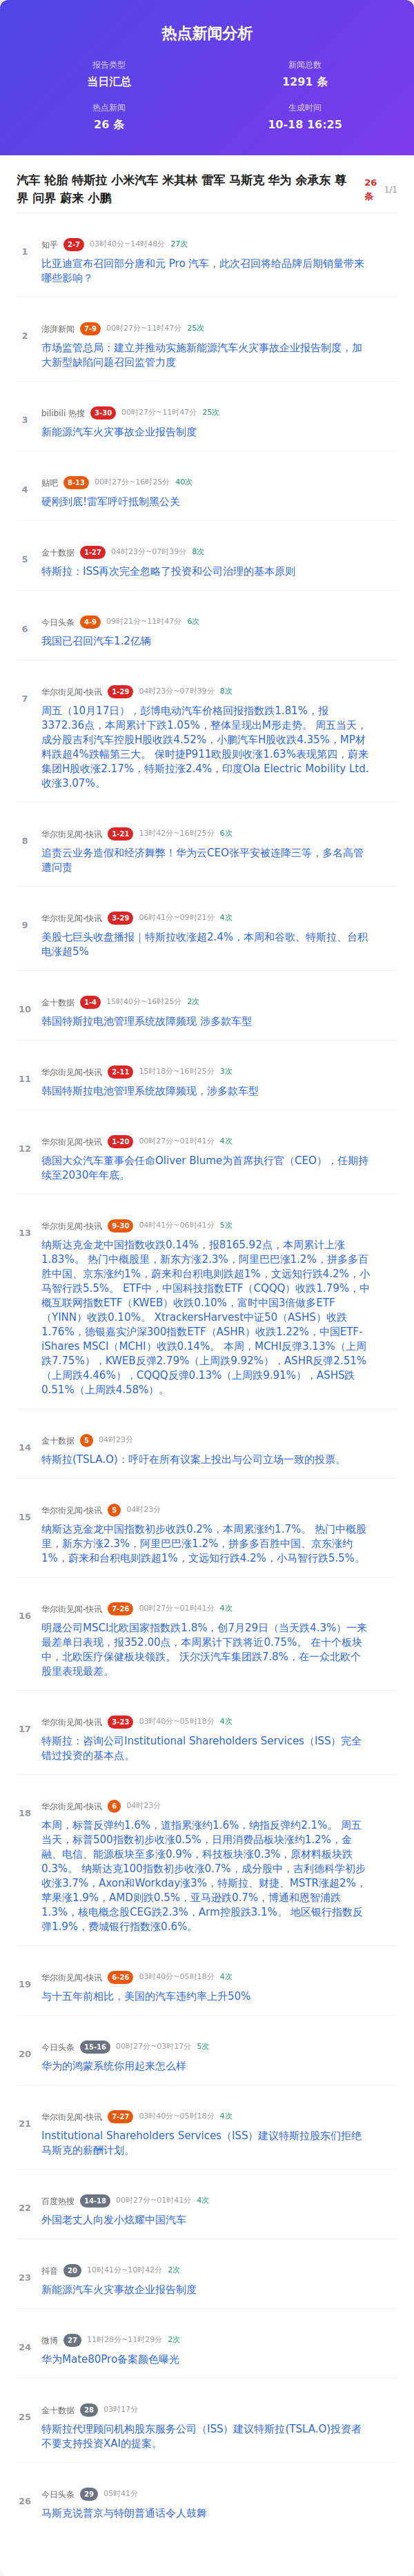 热点新闻分析
报告类型
当日汇总
新闻总数
1291 条
热点新闻
26 条
生成时间
10-18 16:25
汽车 轮胎 特斯拉 小米汽车 米其林 雷军 马斯克 华为 余承东 尊
界 问界 蔚来 小鹏
26
条
1/1
1
知乎 2-7 03时40分~14时48分 27次
比亚迪宣布召回部分唐和元 Pro 汽车，此次召回将给品牌后期销量带来
哪些影响？
2
澎湃新闻 7-9 00时27分~11时47分 25次
市场监管总局：建立并推动实施新能源汽车火灾事故企业报告制度，加
大新型缺陷问题召回监管力度
3
bilibili 热搜 3-30 00时27分~11时47分 25次
新能源汽车火灾事故企业报告制度
4
贴吧 8-13 00时27分~16时25分 40次
硬刚到底!雷军呼吁抵制黑公关
5
金十数据 1-27 04时23分~07时39分 8次
特斯拉：ISS再次完全忽略了投资和公司治理的基本原则
6
今日头条 4-9 09时21分~11时47分 6次
我国已召回汽车1.2亿辆
7
华尔街见闻-快讯 1-29 04时23分~07时39分 8次
周五（10月17日），彭博电动汽车价格回报指数跌1.81%，报
3372.36点，本周累计下跌1.05%，整体呈现出M形走势。 周五当天，
成分股吉利汽车控股H股收跌4.52%，小鹏汽车H股收跌4.35%，MP材
料跌超4%跌幅第三大。 保时捷P911欧股则收涨1.63%表现第四，蔚来
集团H股收涨2.17%，特斯拉涨2.4%，印度Ola Electric Mobility Ltd.
收涨3.07%。
8
华尔街见闻-快讯 1-21 13时42分~16时25分 6次
追责云业务造假和经济舞弊！华为云CEO张平安被连降三等，多名高管
遭问责
9
华尔街见闻-快讯 3-29 06时41分~09时21分 4次
美股七巨头收盘播报｜特斯拉收涨超2.4%，本周和谷歌、特斯拉、台积
电涨超5%
10
金十数据 1-4 15时40分~16时25分 2次
韩国特斯拉电池管理系统故障频现 涉多款车型
11
华尔街见闻-快讯 2-11 15时18分~16时25分 3次
韩国特斯拉电池管理系统故障频现，涉多款车型
12
华尔街见闻-快讯 1-20 00时27分~01时41分 4次
德国大众汽车董事会任命Oliver Blume为首席执行官（CEO），任期持
续至2030年年底。
13
华尔街见闻-快讯 9-30 04时41分~06时41分 5次
纳斯达克金龙中国指数收跌0.14%，报8165.92点，本周累计上涨
1.83%。 热门中概股里，新东方涨2.3%，阿里巴巴涨1.2%，拼多多百
胜中国、京东涨约1%，蔚来和台积电则跌超1%，文远知行跌4.2%，小
马智行跌5.5%。 ETF中，中国科技指数ETF（CQQQ）收跌1.79%，中
概互联网指数ETF（KWEB）收跌0.10%，富时中国3倍做多ETF
（YINN）收跌0.10%。 XtrackersHarvest中证50（ASHS）收跌
1.76%，德银嘉实沪深300指数ETF（ASHR）收跌1.22%，中国ETF-
iShares MSCI（MCHI）收跌0.14%。 本周，MCHI反弹3.13%（上周
跌7.75%），KWEB反弹2.79%（上周跌9.92%），ASHR反弹2.51%
（上周跌4.46%），CQQQ反弹0.13%（上周跌9.91%），ASHS跌
0.51%（上周跌4.58%）。
14
金十数据 5 04时23分
特斯拉(TSLA.O)：呼吁在所有议案上投出与公司立场一致的投票。
15
华尔街见闻-快讯 5 04时23分
纳斯达克金龙中国指数初步收跌0.2%，本周累涨约1.7%。 热门中概股
里，新东方涨2.3%，阿里巴巴涨1.2%，拼多多百胜中国、京东涨约
1%，蔚来和台积电则跌超1%，文远知行跌4.2%，小马智行跌5.5%。
16
华尔街见闻-快讯 7-26 00时27分~01时41分 4次
明晟公司MSCI北欧国家指数跌1.8%，创7月29日（当天跌4.3%）一来
最差单日表现，报352.00点，本周累计下跌将近0.75%。 在十个板块
中，北欧医疗保健板块领跌。 沃尔沃汽车集团跌7.8%，在一众北欧个
股里表现最差。
17
华尔街见闻-快讯 3-23 03时40分~05时18分 4次
特斯拉：咨询公司Institutional Shareholders Services（ISS）完全
错过投资的基本点。
18
华尔街见闻-快讯 6 04时23分
本周，标普反弹约1.6%，道指累涨约1.6%，纳指反弹约2.1%。 周五
当天，标普500指数初步收涨0.5%，日用消费品板块涨约1.2%，金
融、电信、能源板块至多涨0.9%，科技板块涨0.3%，原材料板块跌
0.3%。 纳斯达克100指数初步收涨0.7%，成分股中，吉利德科学初步
收涨3.7%，Axon和Workday涨3%，特斯拉、财捷、MSTR涨超2%，
苹果涨1.9%，AMD则跌0.5%，亚马逊跌0.7%，博通和恩智浦跌
1.3%，核电概念股CEG跌2.3%，Arm控股跌3.1%。 地区银行指数反
弹1.9%，费城银行指数涨0.6%。
19
华尔街见闻-快讯 6-26 03时40分~05时18分 4次
与十五年前相比，美国的汽车违约率上升50%
20
今日头条 15-16 00时27分~03时17分 5次
华为的鸿蒙系统你用起来怎么样
21
华尔街见闻-快讯 7-27 03时40分~05时18分 4次
Institutional Shareholders Services（ISS）建议特斯拉股东们拒绝
马斯克的薪酬计划。
22
百度热搜 14-18 00时27分~01时41分 4次
外国老丈人向发小炫耀中国汽车
23
抖音 20 10时41分~10时42分 2次
新能源汽车火灾事故企业报告制度
24
微博 27 11时28分~11时29分 2次
华为Mate80Pro备案颜色曝光
25
金十数据 28 03时17分
特斯拉代理顾问机构股东服务公司（ISS）建议特斯拉(TSLA.O)投资者
不要支持投资XAI的提案。
26
今日头条 29 05时41分
马斯克说普京与特朗普通话令人鼓舞